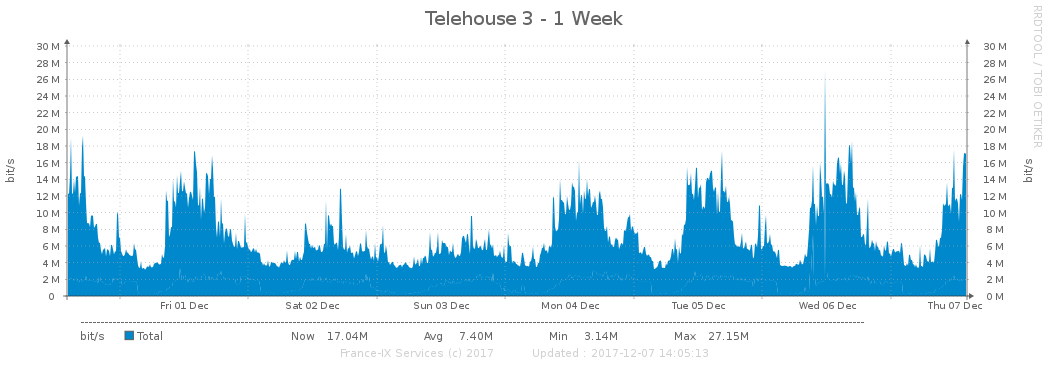 Telehouse 3 - 1 Week
RRDTOOL / TOBI OETIKER
bit/s
30 M 30 M
28 M 28 M
26 M 26 M
24 M 24 M
22 M 22 M
20 M 20 M
18 M 18 M
16 M 16 M
14 M 14 M
12 M 12 M
10 M 10 M
8 M 8 M
6 M 6 M
4 M 4 M
2 M 2 M
0 0 M
bit/s
Fri 01 Dec Sat 02 Dec Sun 03 Dec Mon 04 Dec Tue 05 Dec Wed 06 Dec Thu 07 Dec
bit/s Total Now 17.04M Avg 7.40M Min 3.14M Max 27.15M
France-IX Services (c) 2017 Updated : 2017-12-07 14:05:13